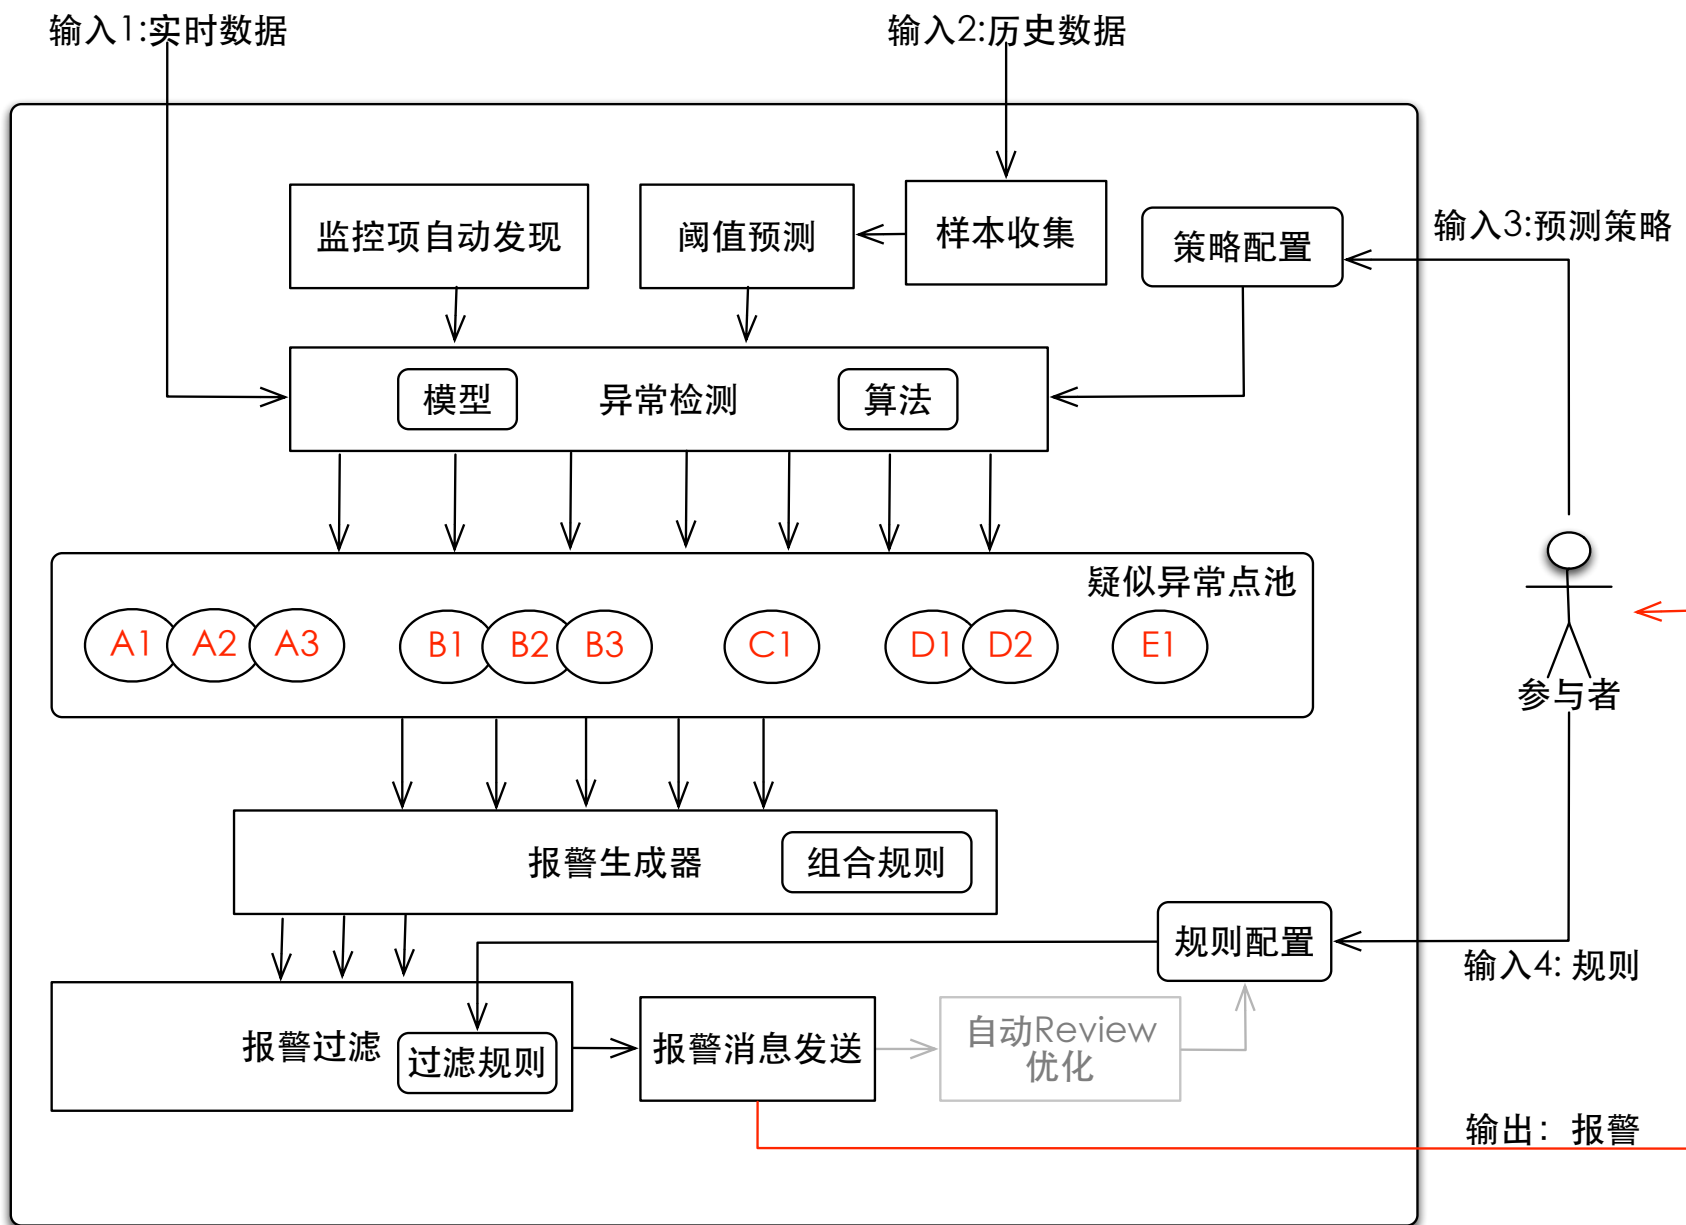 输入1:实时数据
输入2:历史数据
监控项自动发现
阈值预测
样本收集
策略配置
输入3:预测策略
模型
异常检测
算法
疑似异常点池
A1
A2
A3
B1
B2
B3
C1
D1
D2
E1
参与者
报警生成器
组合规则
规则配置
输入4: 规则
报警过滤
过滤规则
报警消息发送
自动Review
优化
输出：报警